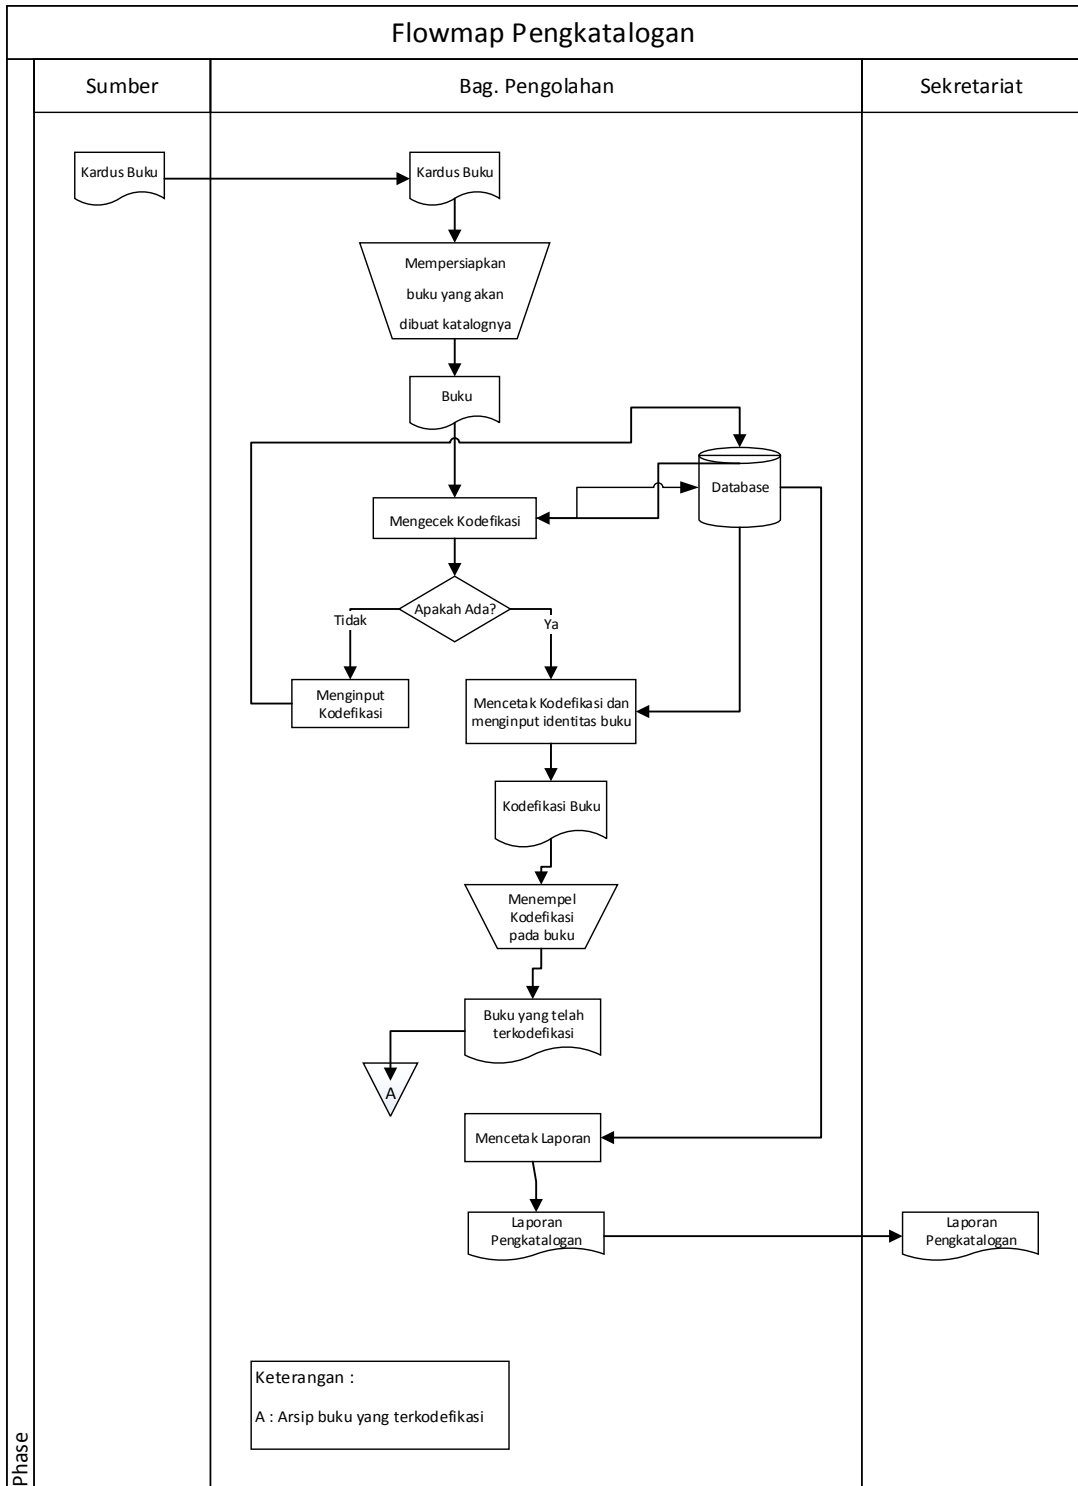 Flowmap Pengkatalogan
Sumber
Bag. Pengolahan
Sekretariat
Kardus Buku
Kardus Buku
Mempersiapkan
buku yang akan
dibuat katalognya
Buku
Database
Mengecek Kodefikasi
Apakah Ada?
Tidak
Ya
Menginput
Kodefikasi
Mencetak Kodefikasi dan
menginput identitas buku
Kodefikasi Buku
Menempel
Kodefikasi
pada buku
Buku yang telah
terkodefikasi
A
Mencetak Laporan
Laporan
Pengkatalogan
Laporan
Pengkatalogan
Keterangan :
A : Arsip buku yang terkodefikasi
Phase